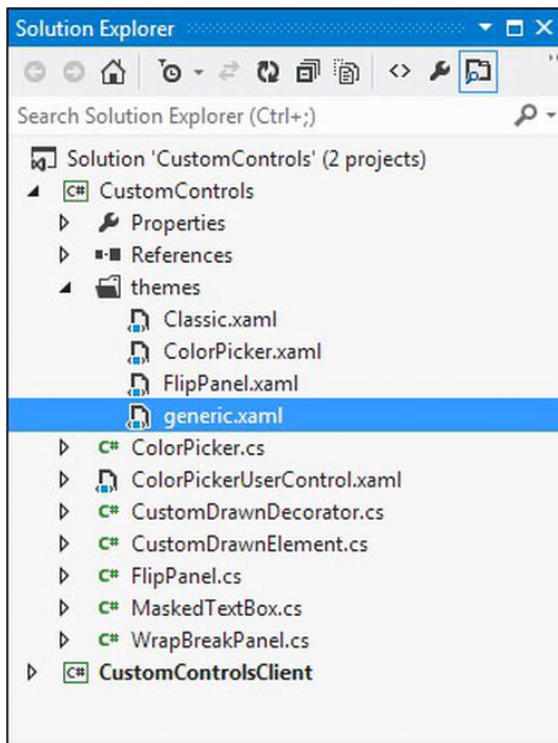 Solution Explorer
Search Solution Explorer (Ctrl+;)
Solution 'CustomControls' (2 projects)
C# CustomControls
Properties
References
themes
Classic.xaml
ColorPicker.xaml
FlipPanel.xaml
generic.xaml
C# ColorPicker.cs
ColorPickerUserControl.xaml
C# CustomDrawnDecorator.cs
C# CustomDrawnElement.cs
C# FlipPanel.cs
C# MaskedTextBox.cs
C# WrapBreakPanel.cs
C# CustomControlsClient